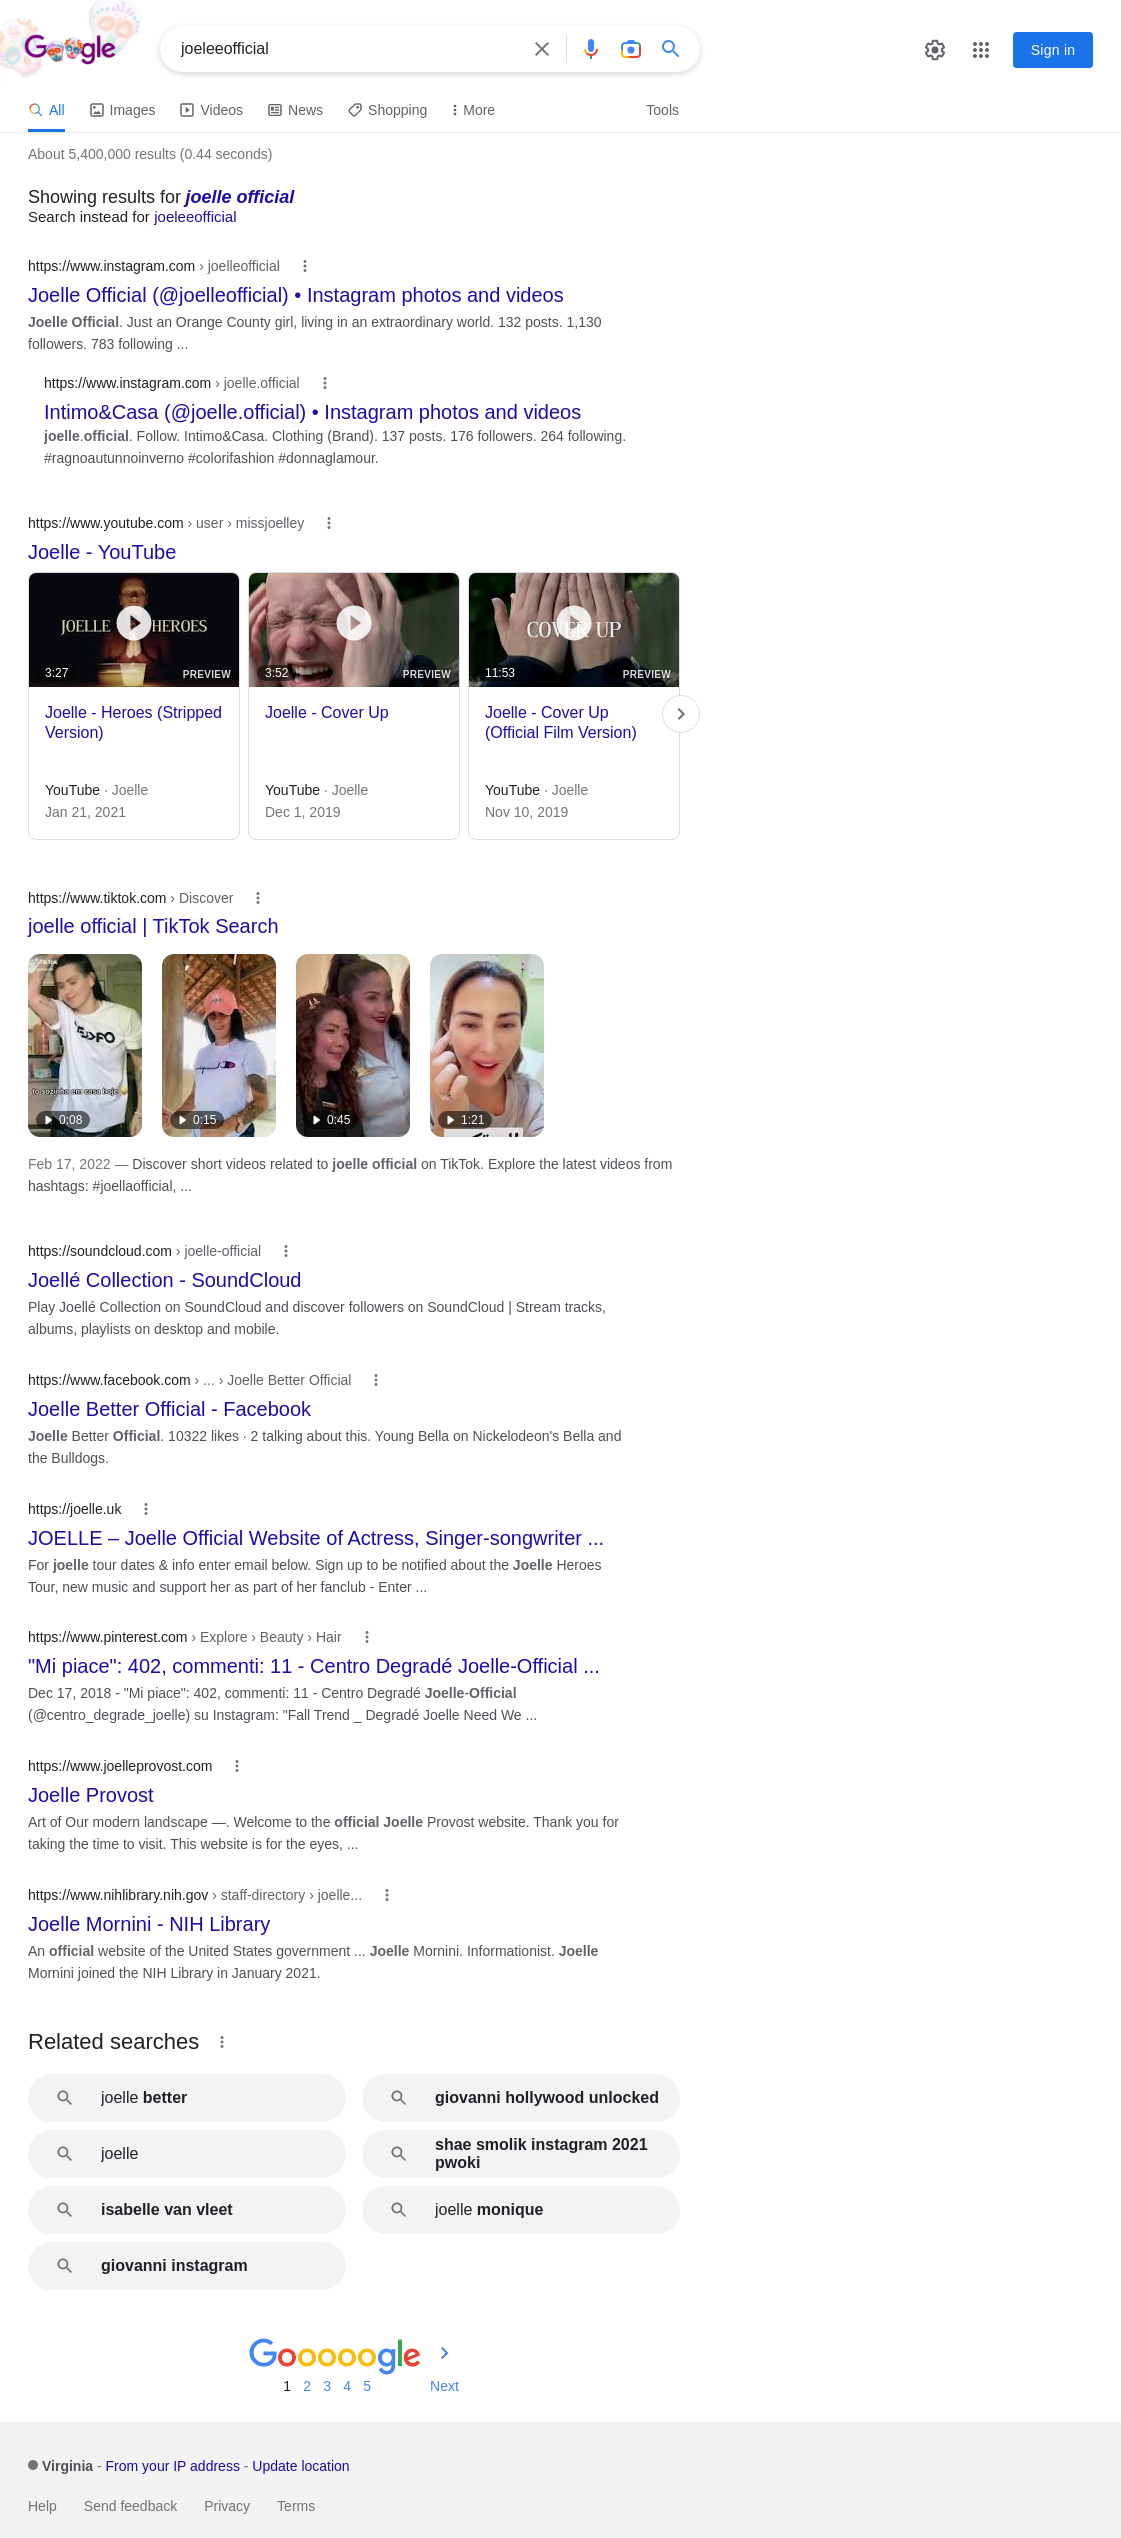 Google
joeleeofficial
Sign in
All
Images
Videos
News
Shopping
More
Tools
About 5,400,000 results (0.44 seconds)
Showing results for joelle official
Search instead for joeleeofficial
https://www.instagram.com › joelleofficial
Joelle Official (@joelleofficial) • Instagram photos and videos
Joelle Official. Just an Orange County girl, living in an extraordinary world. 132 posts. 1,130
followers. 783 following ...
https://www.instagram.com › joelle.official
Intimo&Casa (@joelle.official) • Instagram photos and videos
joelle.official. Follow. Intimo&Casa. Clothing (Brand). 137 posts. 176 followers. 264 following.
#ragnoautunnoinverno #colorifashion #donnaglamour.
https://www.youtube.com › user › missjoelley
Joelle - YouTube
JOELLE HEROES
3:27
PREVIEW
Joelle - Heroes (Stripped
Version)
YouTube · Joelle
Jan 21, 2021
3:52
PREVIEW
Joelle - Cover Up
YouTube · Joelle
Dec 1, 2019
COVER UP
11:53
PREVIEW
Joelle - Cover Up
(Official Film Version)
YouTube · Joelle
Nov 10, 2019
https://www.tiktok.com › Discover
joelle official | TikTok Search
TikTok
to sozinha em casa hoje
0:08
0:15
0:45
1:21
Feb 17, 2022 — Discover short videos related to joelle official on TikTok. Explore the latest videos from
hashtags: #joellaofficial, ...
https://soundcloud.com › joelle-official
Joellé Collection - SoundCloud
Play Joellé Collection on SoundCloud and discover followers on SoundCloud | Stream tracks,
albums, playlists on desktop and mobile.
https://www.facebook.com › ... › Joelle Better Official
Joelle Better Official - Facebook
Joelle Better Official. 10322 likes · 2 talking about this. Young Bella on Nickelodeon's Bella and
the Bulldogs.
https://joelle.uk
JOELLE – Joelle Official Website of Actress, Singer-songwriter ...
For joelle tour dates & info enter email below. Sign up to be notified about the Joelle Heroes
Tour, new music and support her as part of her fanclub - Enter ...
https://www.pinterest.com › Explore › Beauty › Hair
"Mi piace": 402, commenti: 11 - Centro Degradé Joelle-Official ...
Dec 17, 2018 - "Mi piace": 402, commenti: 11 - Centro Degradé Joelle-Official
(@centro_degrade_joelle) su Instagram: "Fall Trend _ Degradé Joelle Need We ...
https://www.joelleprovost.com
Joelle Provost
Art of Our modern landscape —. Welcome to the official Joelle Provost website. Thank you for
taking the time to visit. This website is for the eyes, ...
https://www.nihlibrary.nih.gov › staff-directory › joelle...
Joelle Mornini - NIH Library
An official website of the United States government ... Joelle Mornini. Informationist. Joelle
Mornini joined the NIH Library in January 2021.
Related searches
joelle better
giovanni hollywood unlocked
joelle
shae smolik instagram 2021
pwoki
isabelle van vleet
joelle monique
giovanni instagram
Gooooogle
1 2 3 4 5 Next
Virginia - From your IP address - Update location
Help
Send feedback
Privacy
Terms